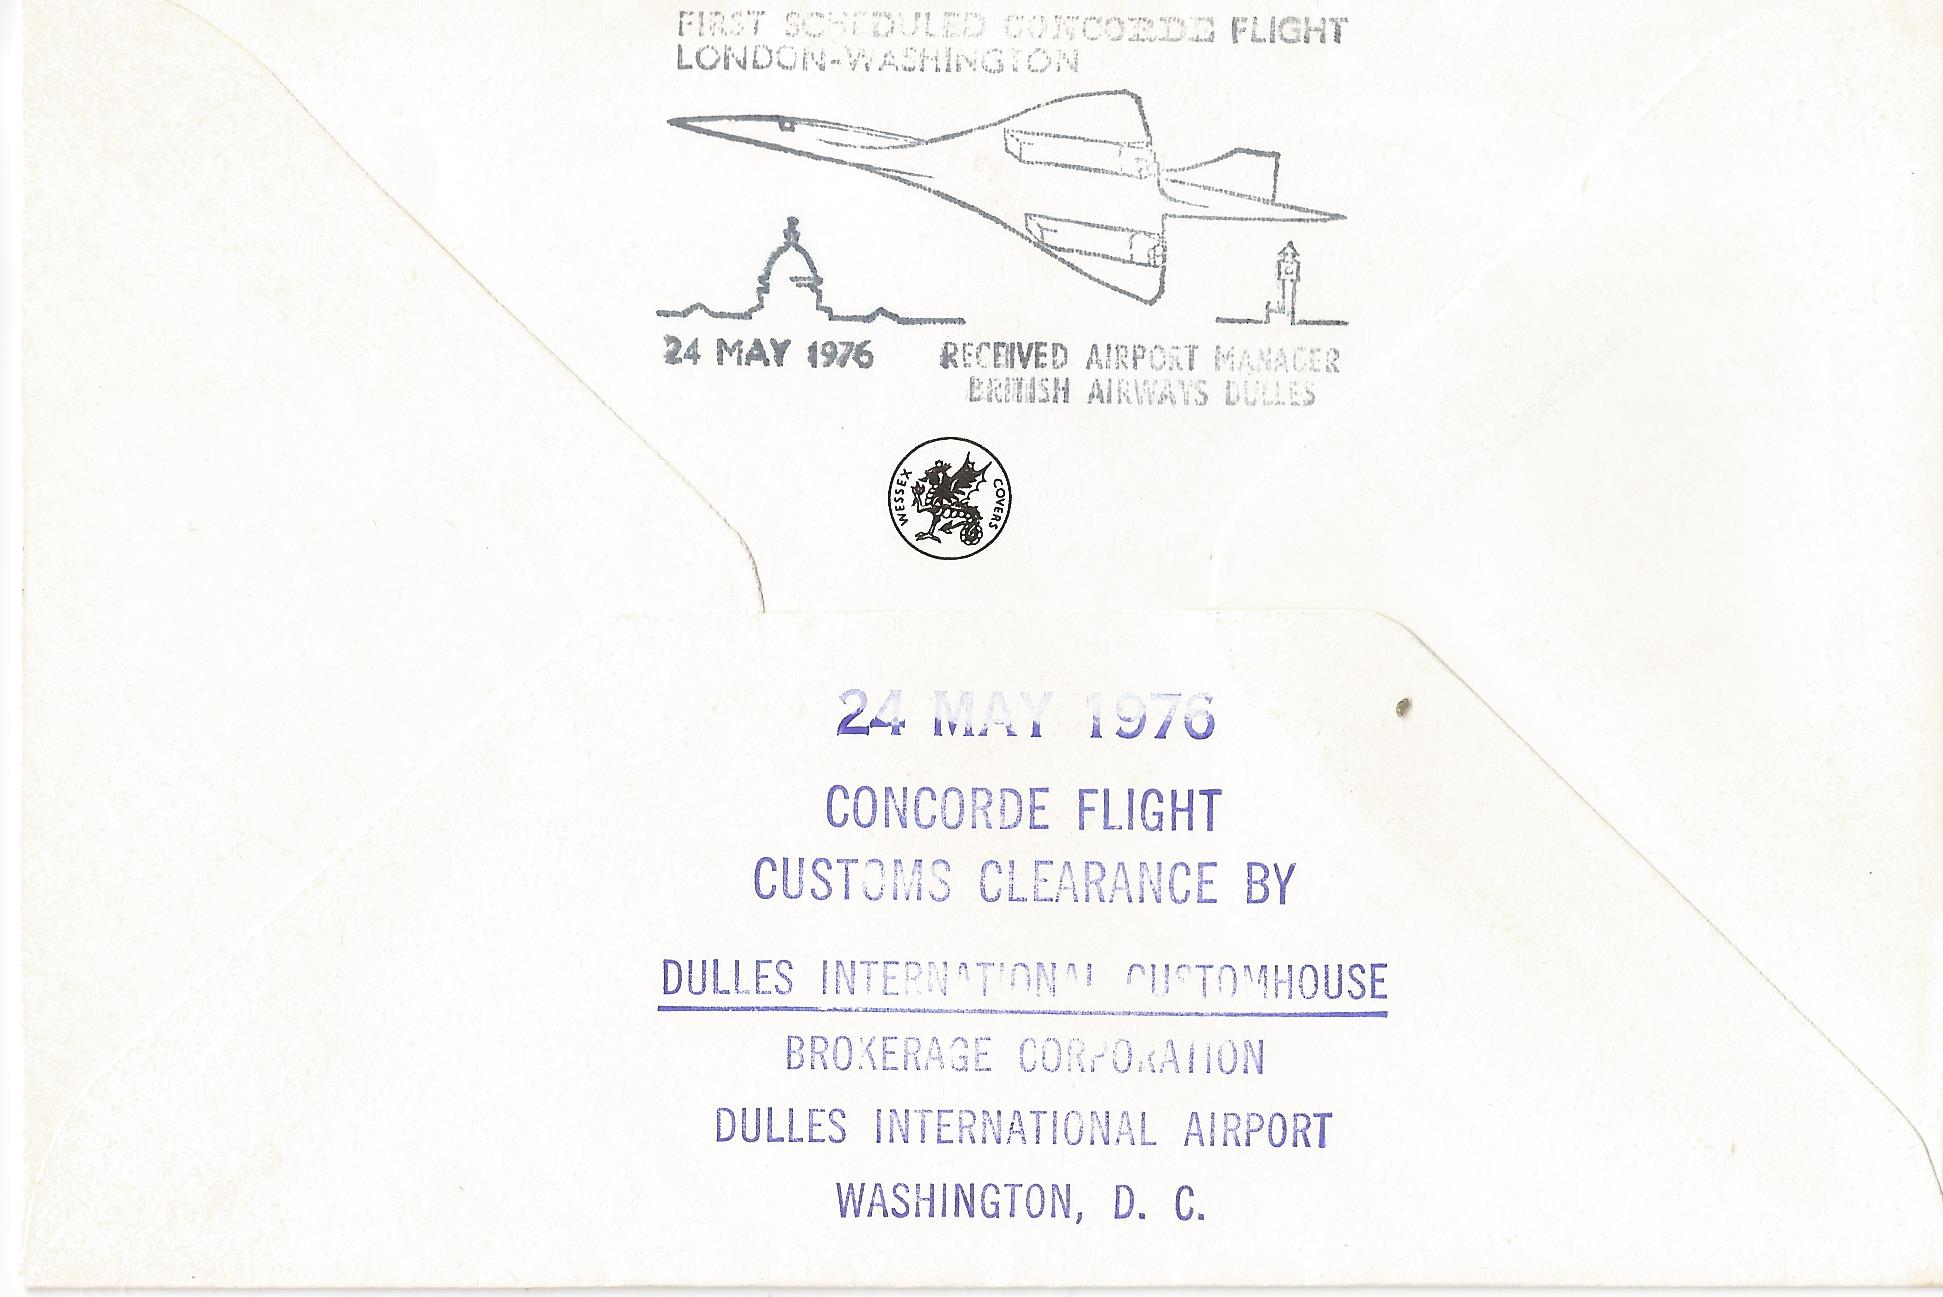 FIRST SCHEDULED CONCORDE FLIGHT
LONDON-WASHINGTON
24 MAY 1976
RECEIVED AIRPORT MANAGER
BRITISH AIRWAYS DULLES
WESSEX COVERS
24 MAY 1976
CONCORDE FLIGHT
CUSTOMS CLEARANCE BY
DULLES INTERNATIONAL CUSTOMHOUSE
BROKERAGE CORPORATION
DULLES INTERNATIONAL AIRPORT
WASHINGTON, D. C.